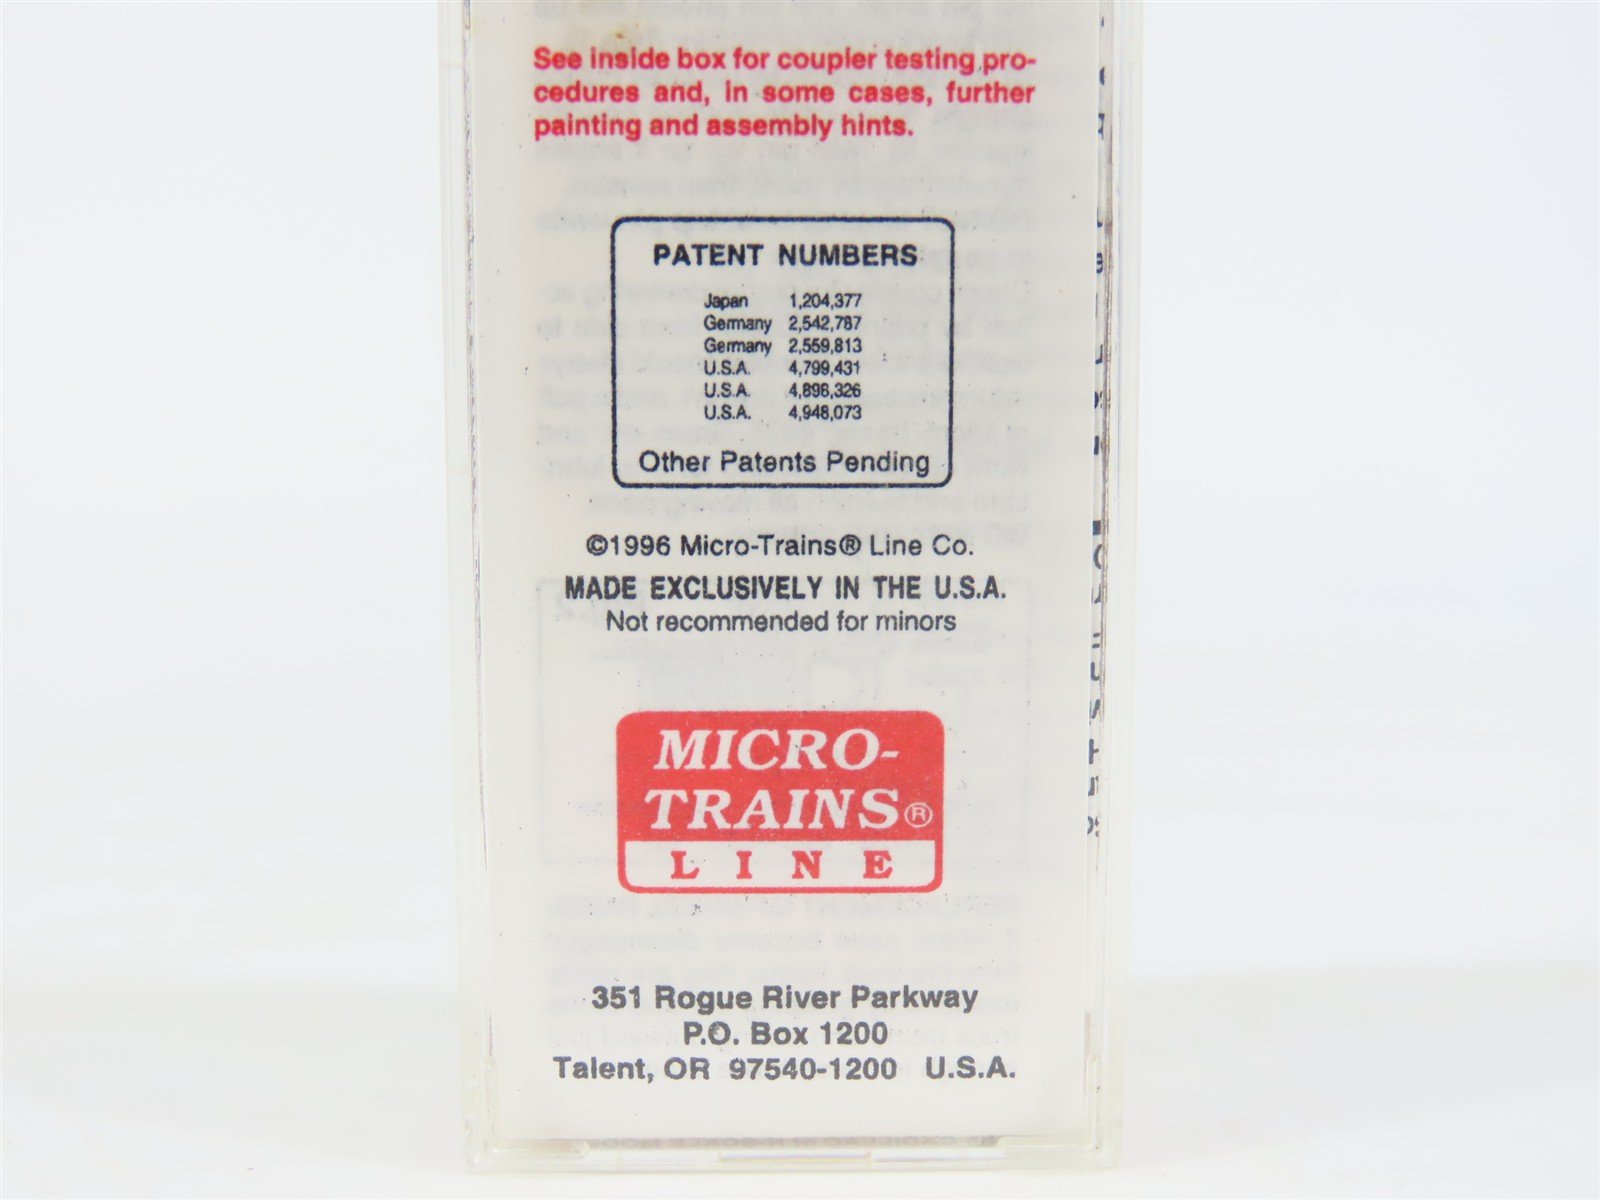 See inside box for coupler testing pro-
cedures and, in some cases, further
painting and assembly hints.
PATENT NUMBERS
Japan 1,204,377
Germany 2,542,787
Germany 2,559,813
U.S.A. 4,799,431
U.S.A. 4,898,326
U.S.A. 4,948,073
Other Patents Pending
©1996 Micro-Trains® Line Co.
MADE EXCLUSIVELY IN THE U.S.A.
Not recommended for minors
MICRO-
TRAINS®
LINE
351 Rogue River Parkway
P.O. Box 1200
Talent, OR 97540-1200 U.S.A.